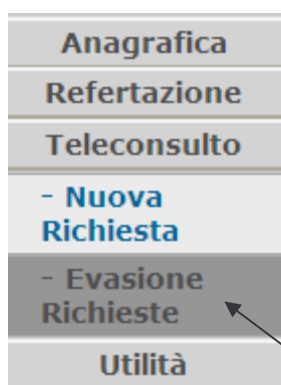 Anagrafica
Refertazione
Teleconsulto
- Nuova
Richiesta
- Evasione
Richieste
Utilità